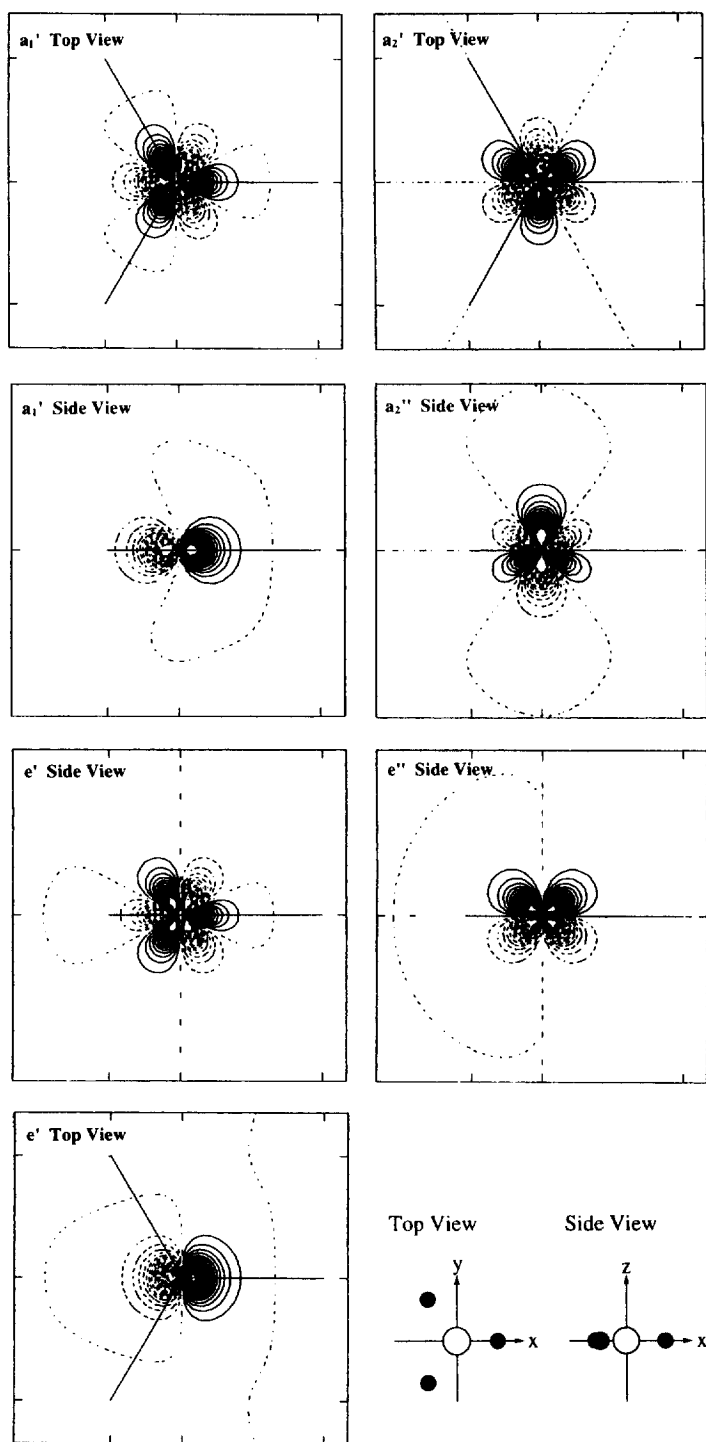 a₁' Top View
a₂' Top View
a₁' Side View
a₂'' Side View
e' Side View
e'' Side View
e' Top View
Top View
Side View
y
x
z
x